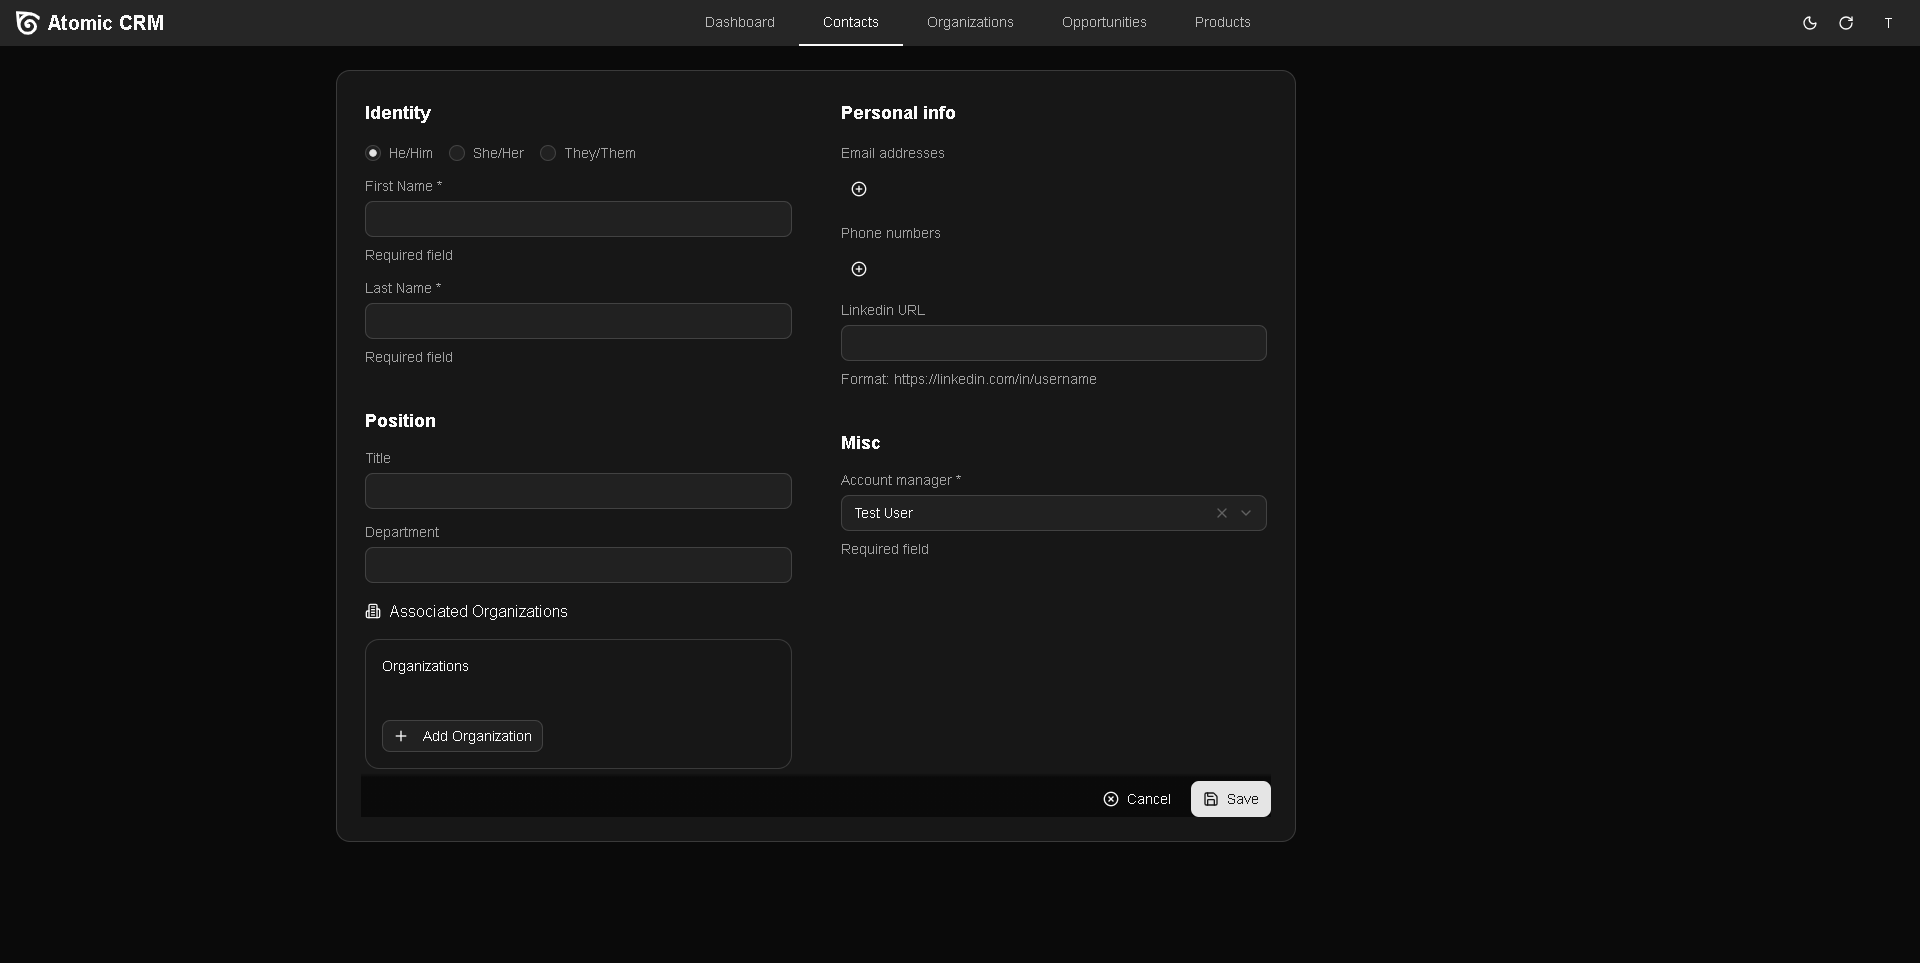 Atomic CRM
Dashboard Contacts Organizations Opportunities Products T
Identity
He/Him She/Her They/Them
First Name *
Required field
Last Name *
Required field
Position
Title
Department
Associated Organizations
Organizations
Add Organization
Personal info
Email addresses
Phone numbers
Linkedin URL
Format: https://linkedin.com/in/username
Misc
Account manager *
Test User
Required field
Cancel Save